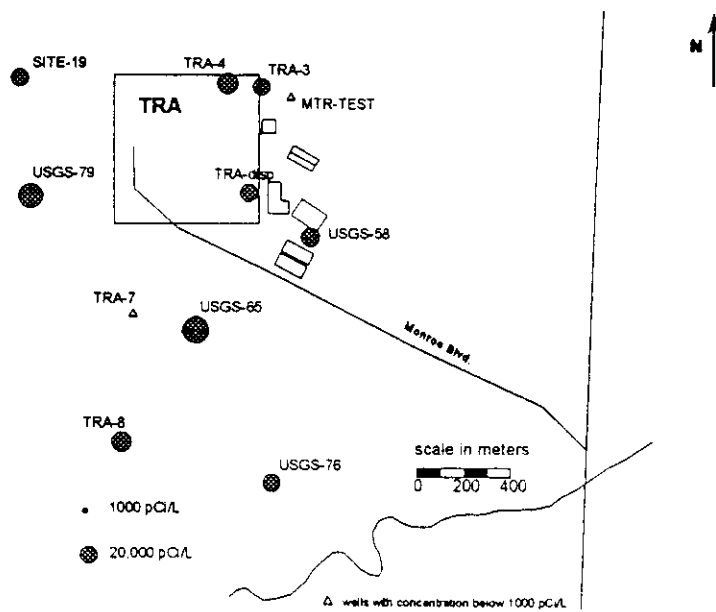 N
SITE-19
TRA-4
TRA-3
TRA
MTR-TEST
USGS-79
TRA-disp
USGS-58
TRA-7
USGS-65
Monroe Blvd.
TRA-8
scale in meters
0 200 400
USGS-76
1000 pCi/L
20,000 pCi/L
wells with concentration below 1000 pCi/L